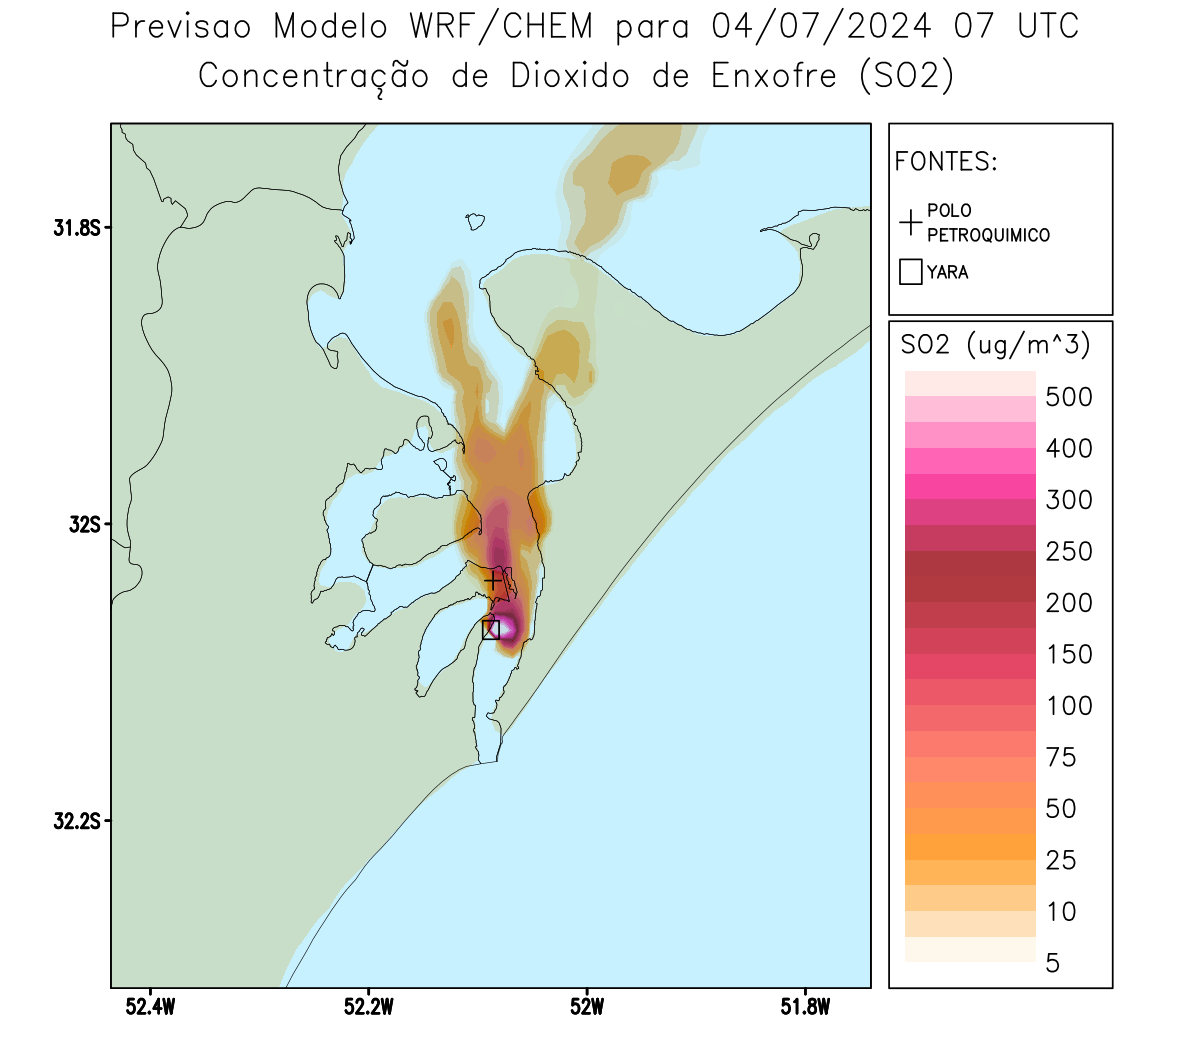 Previsao Modelo WRF/CHEM para 04/07/2024 07 UTC
Concentração de Dioxido de Enxofre (SO2)
FONTES:
POLO
PETROQUIMICO
YARA
SO2 (ug/m^3)
500
400
300
250
200
150
100
75
50
25
10
5
31.8S
32S
32.2S
52.4W
52.2W
52W
51.8W